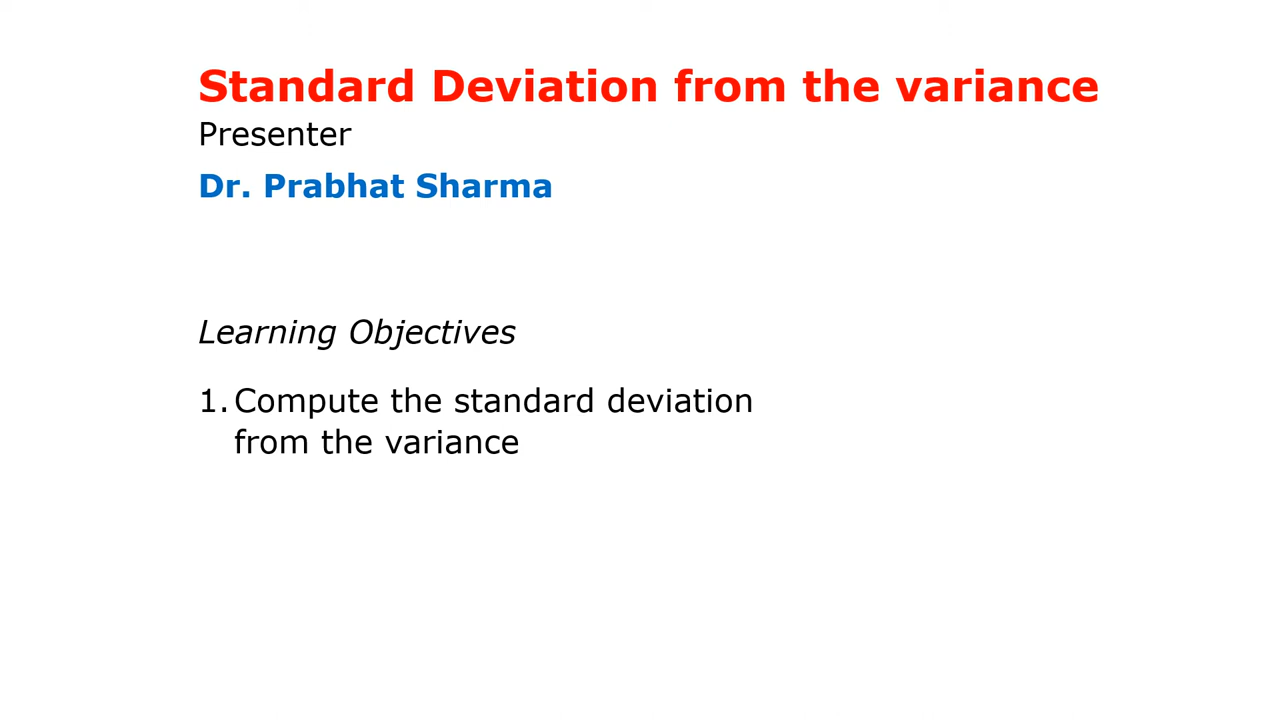 Standard Deviation from the variance
Presenter
Dr. Prabhat Sharma
Learning Objectives
1. Compute the standard deviation
from the variance